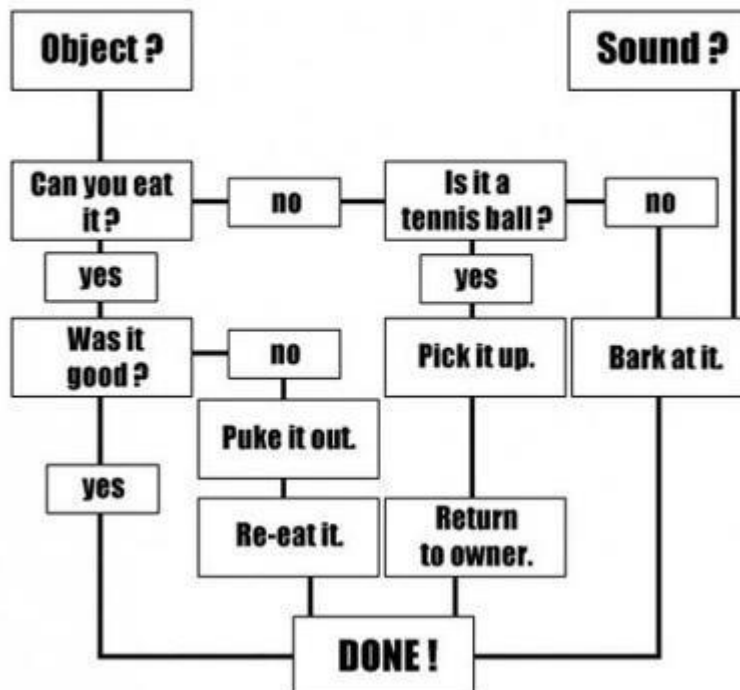 Object ?
Sound ?
Can you eat
it ?
no
Is it a
tennis ball ?
no
yes
yes
Was it
good ?
no
Pick it up.
Bark at it.
Puke it out.
yes
Re-eat it.
Return
to owner.
DONE !